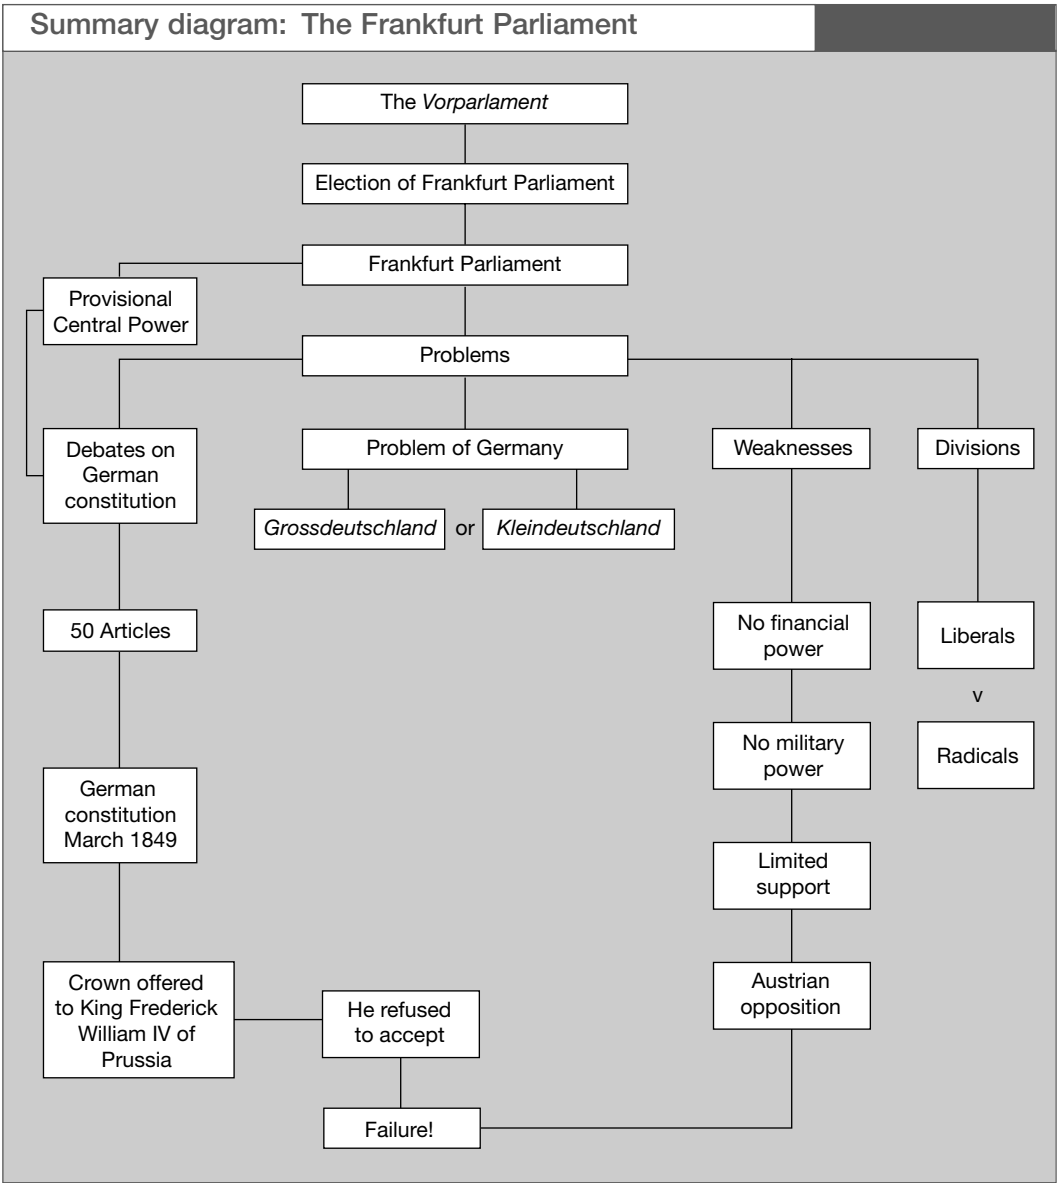 Summary diagram: The Frankfurt Parliament
The Vorparlament
Election of Frankfurt Parliament
Frankfurt Parliament
Provisional
Central Power
Problems
Debates on
German
constitution
Problem of Germany
Grossdeutschland or Kleindeutschland
Weaknesses
Divisions
50 Articles
German
constitution
March 1849
Crown offered
to King Frederick
William IV of
Prussia
He refused
to accept
No financial
power
No military
power
Limited
support
Austrian
opposition
Liberals
v
Radicals
Failure!